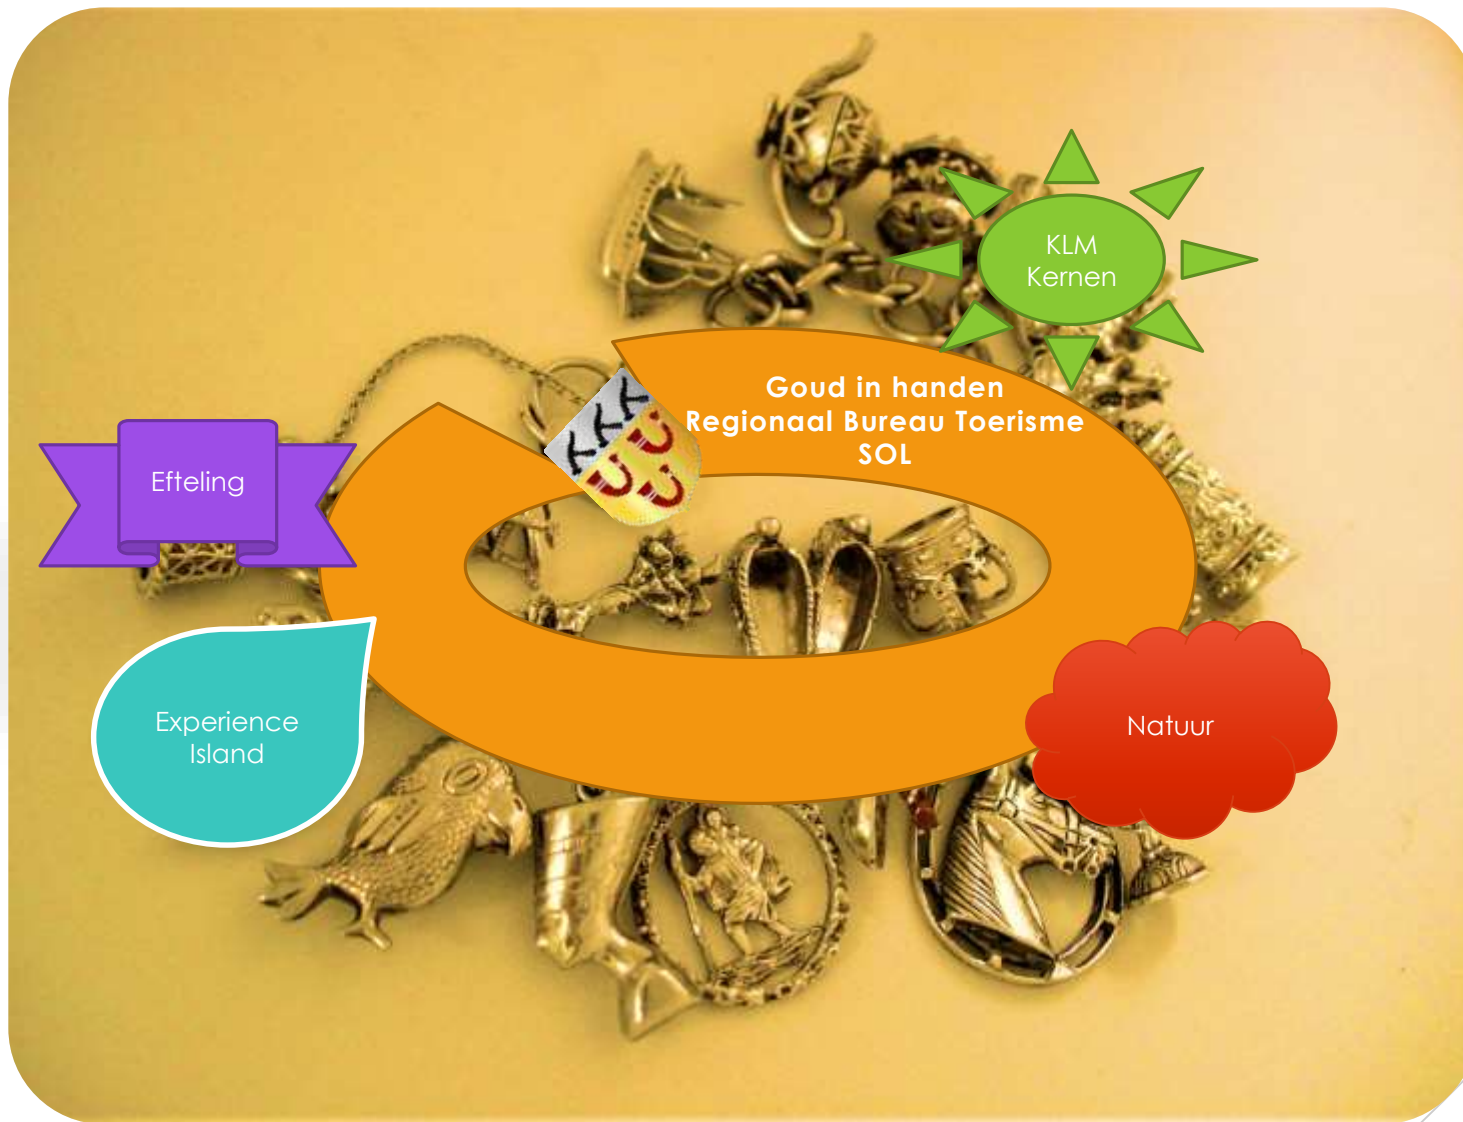 KLM
Kernen
Goud in handen
Regionaal Bureau Toerisme
SOL
Efteling
Experience
Island
Natuur